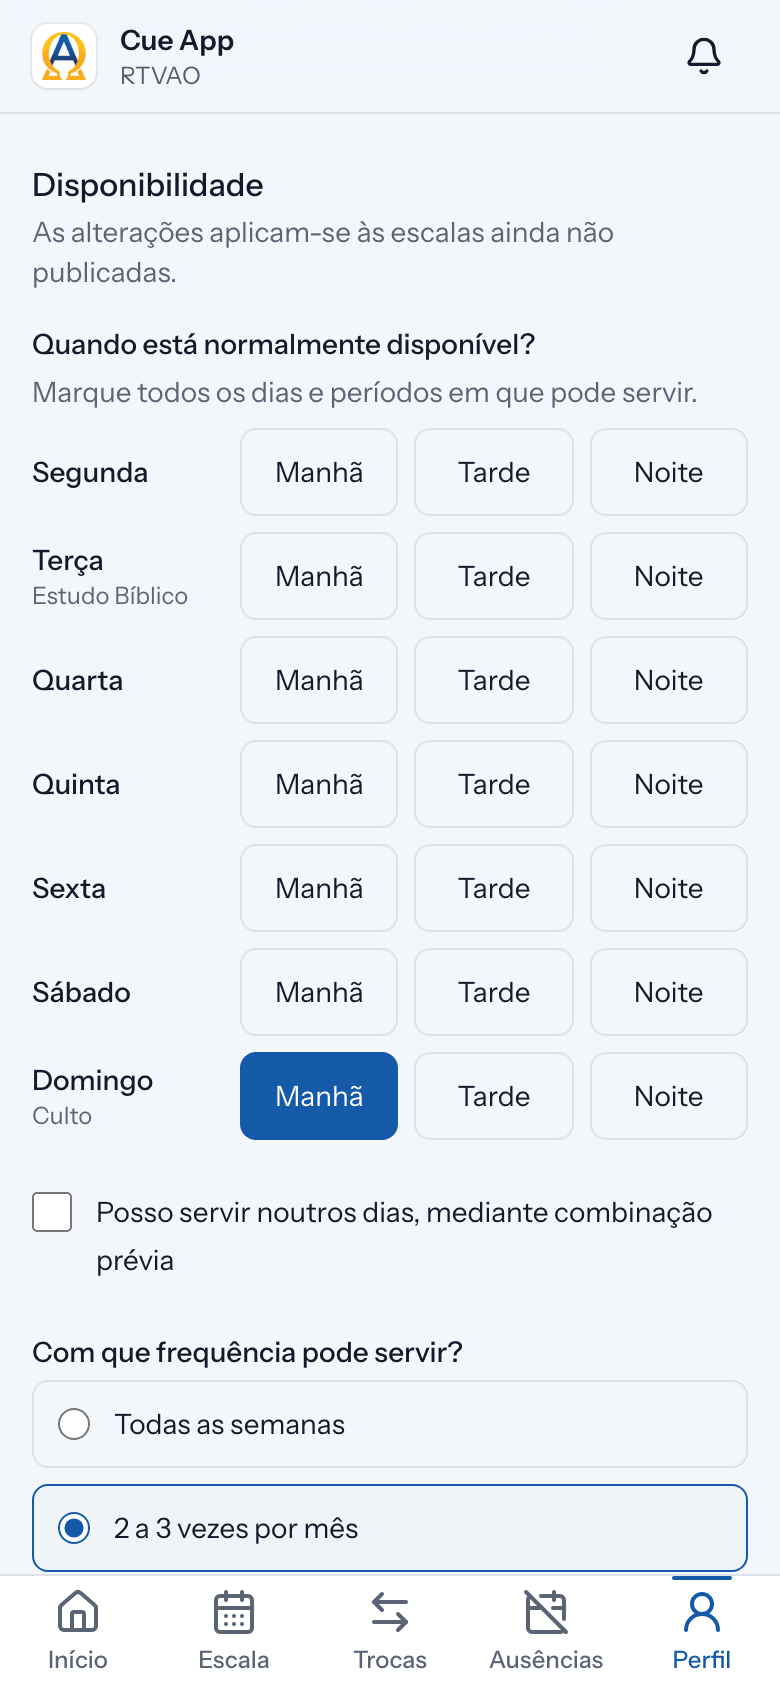 Cue App
RTVAO
Disponibilidade
As alterações aplicam-se às escalas ainda não
publicadas.
Quando está normalmente disponível?
Marque todos os dias e períodos em que pode servir.
Segunda Manhã Tarde Noite
Terça
Estudo Bíblico
Manhã Tarde Noite
Quarta Manhã Tarde Noite
Quinta Manhã Tarde Noite
Sexta Manhã Tarde Noite
Sábado Manhã Tarde Noite
Domingo
Culto
Manhã Tarde Noite
Posso servir noutros dias, mediante combinação
prévia
Com que frequência pode servir?
Todas as semanas
2 a 3 vezes por mês
Início Escala Trocas Ausências Perfil